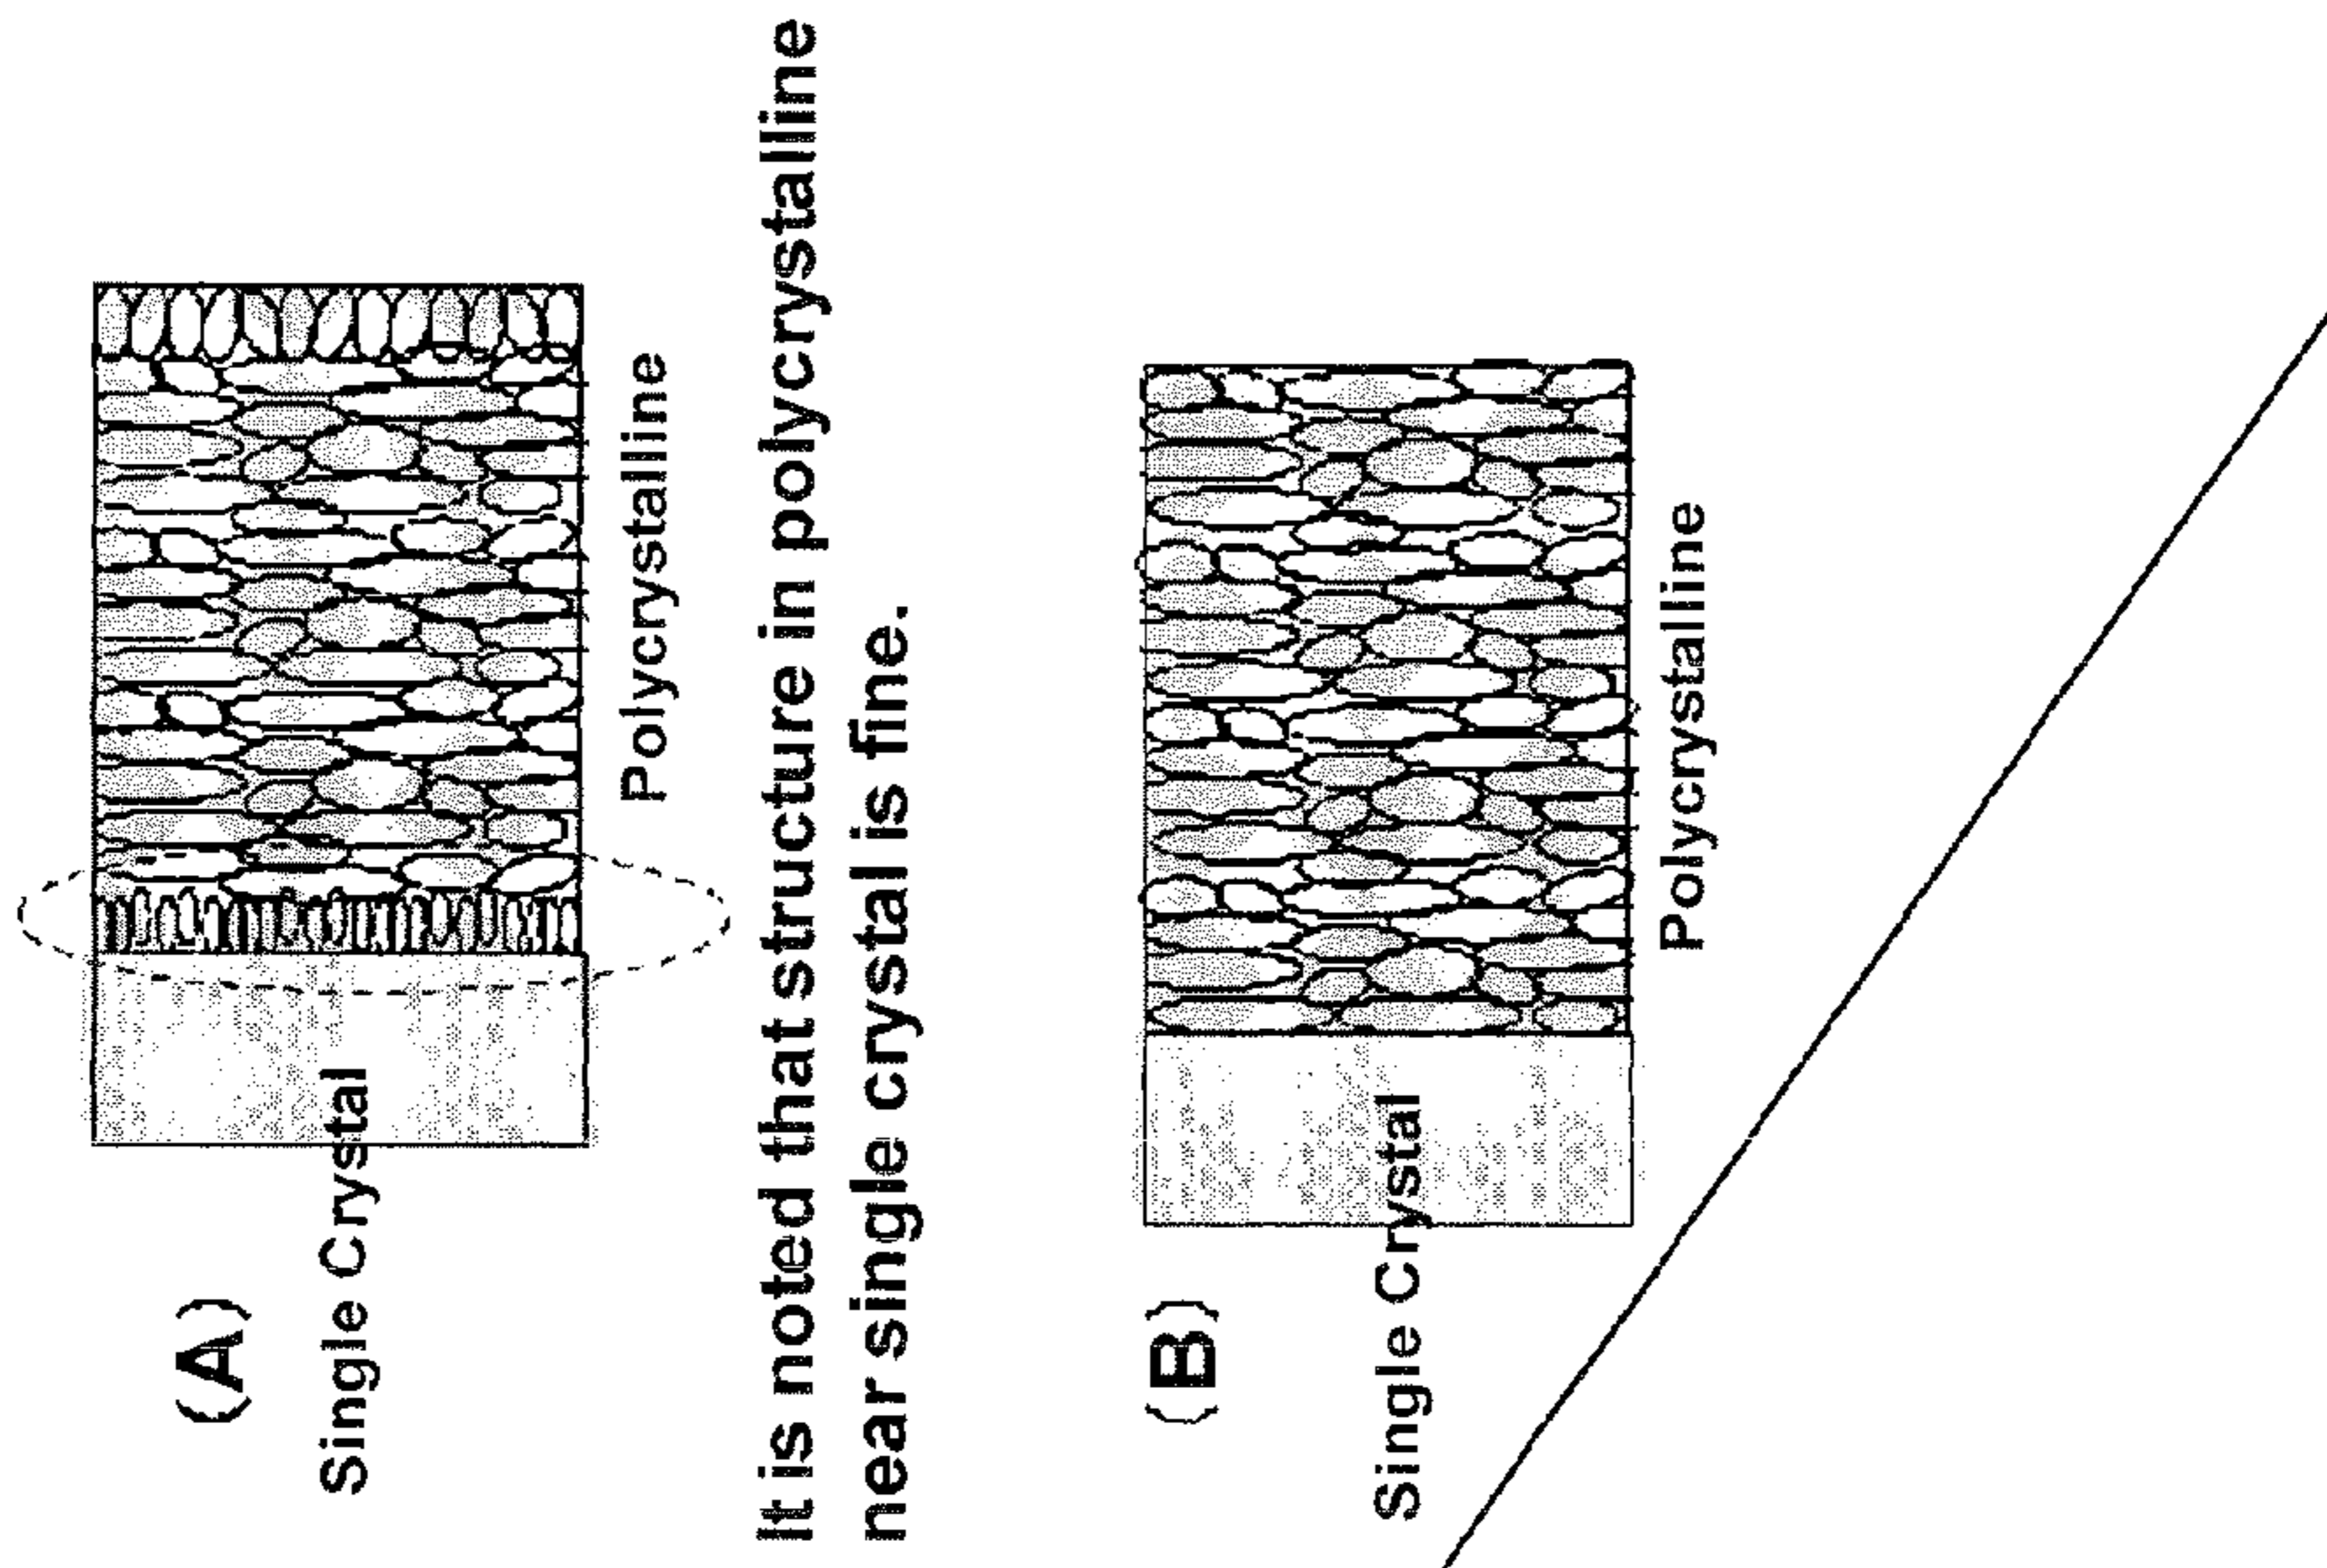 (A)
Single Crystal
Polycrystalline
It is noted that structure in polycrystalline
near single crystal is fine.
(B)
Single Crystal
Polycrystalline